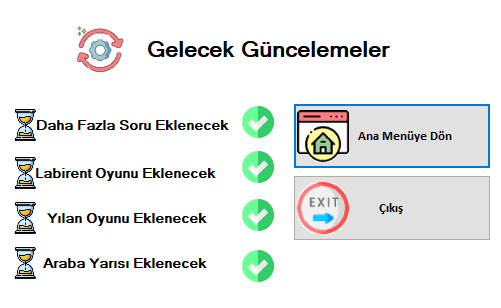 Gelecek Güncelemeler
Daha Fazla Soru Eklenecek
Labirent Oyunu Eklenecek
Yılan Oyunu Eklenecek
Araba Yarısı Eklenecek
Ana Menüye Dön
EXIT
Çıkış